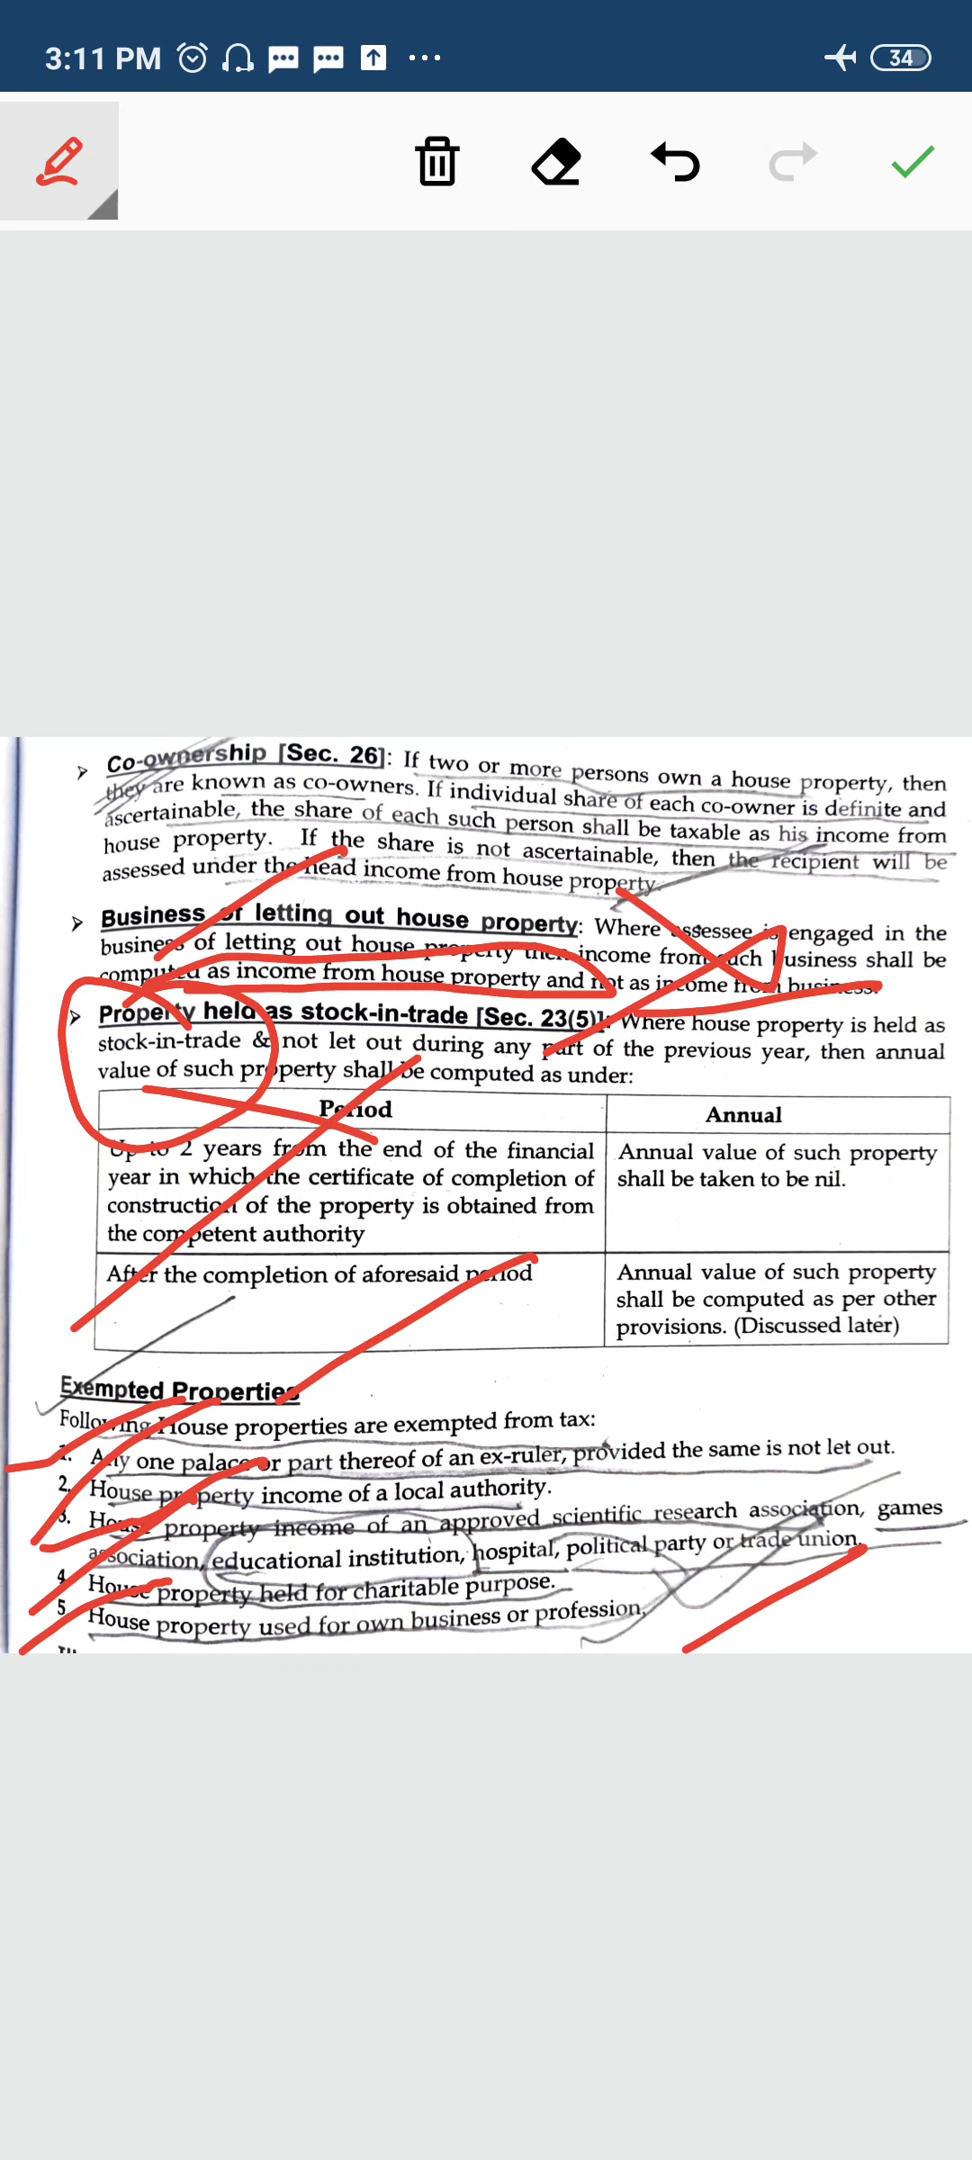 3:11 PM
34
➢ Co-ownership [Sec. 26]: If two or more persons own a house property, then
they are known as co-owners. If individual share of each co-owner is definite and
ascertainable, the share of each such person shall be taxable as his income from
house property. If the share is not ascertainable, then the recipient will be
assessed under the head income from house property.
➢ Business of letting out house property: Where assessee is engaged in the
business of letting out house property then income from such business shall be
computed as income from house property and not as income from business.
➢ Property held as stock-in-trade [Sec. 23(5)]: Where house property is held as
stock-in-trade & not let out during any part of the previous year, then annual
value of such property shall be computed as under:
Period Annual
Up to 2 years from the end of the financial Annual value of such property
year in which the certificate of completion of shall be taken to be nil.
construction of the property is obtained from
the competent authority
After the completion of aforesaid period Annual value of such property
shall be computed as per other
provisions. (Discussed later)
Exempted Properties
Following House properties are exempted from tax:
1. Any one palace or part thereof of an ex-ruler, provided the same is not let out.
2. House property income of a local authority.
3. House property income of an approved scientific research association, games
association, educational institution, hospital, political party or trade union.
4. House property held for charitable purpose.
5. House property used for own business or profession.